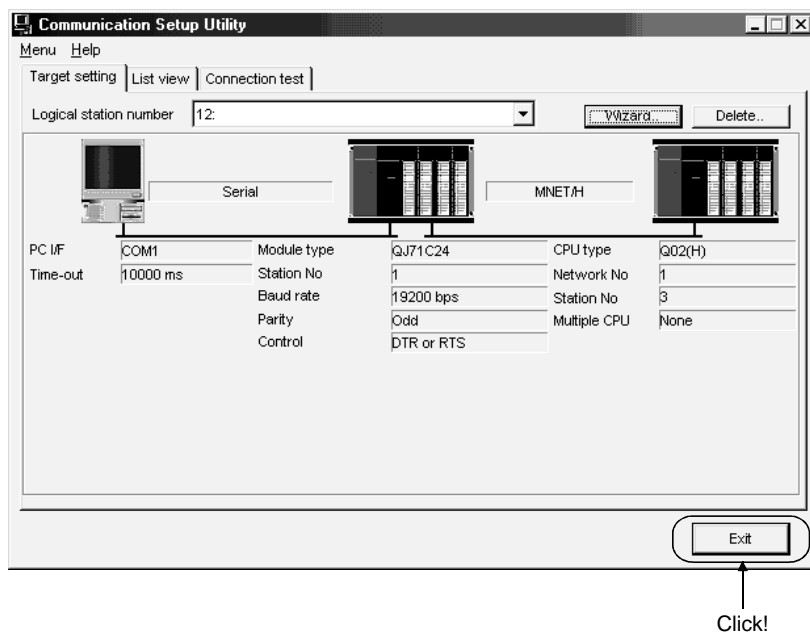 Communication Setup Utility
Menu Help
Target setting List view Connection test
Logical station number 12: Wizard.. Delete..
Serial MNET/H
PC I/F COM1 Module type QJ71C24 CPU type Q02(H)
Time-out 10000 ms Station No 1 Network No 1
Baud rate 19200 bps Station No 3
Parity Odd Multiple CPU None
Control DTR or RTS
Exit
Click!